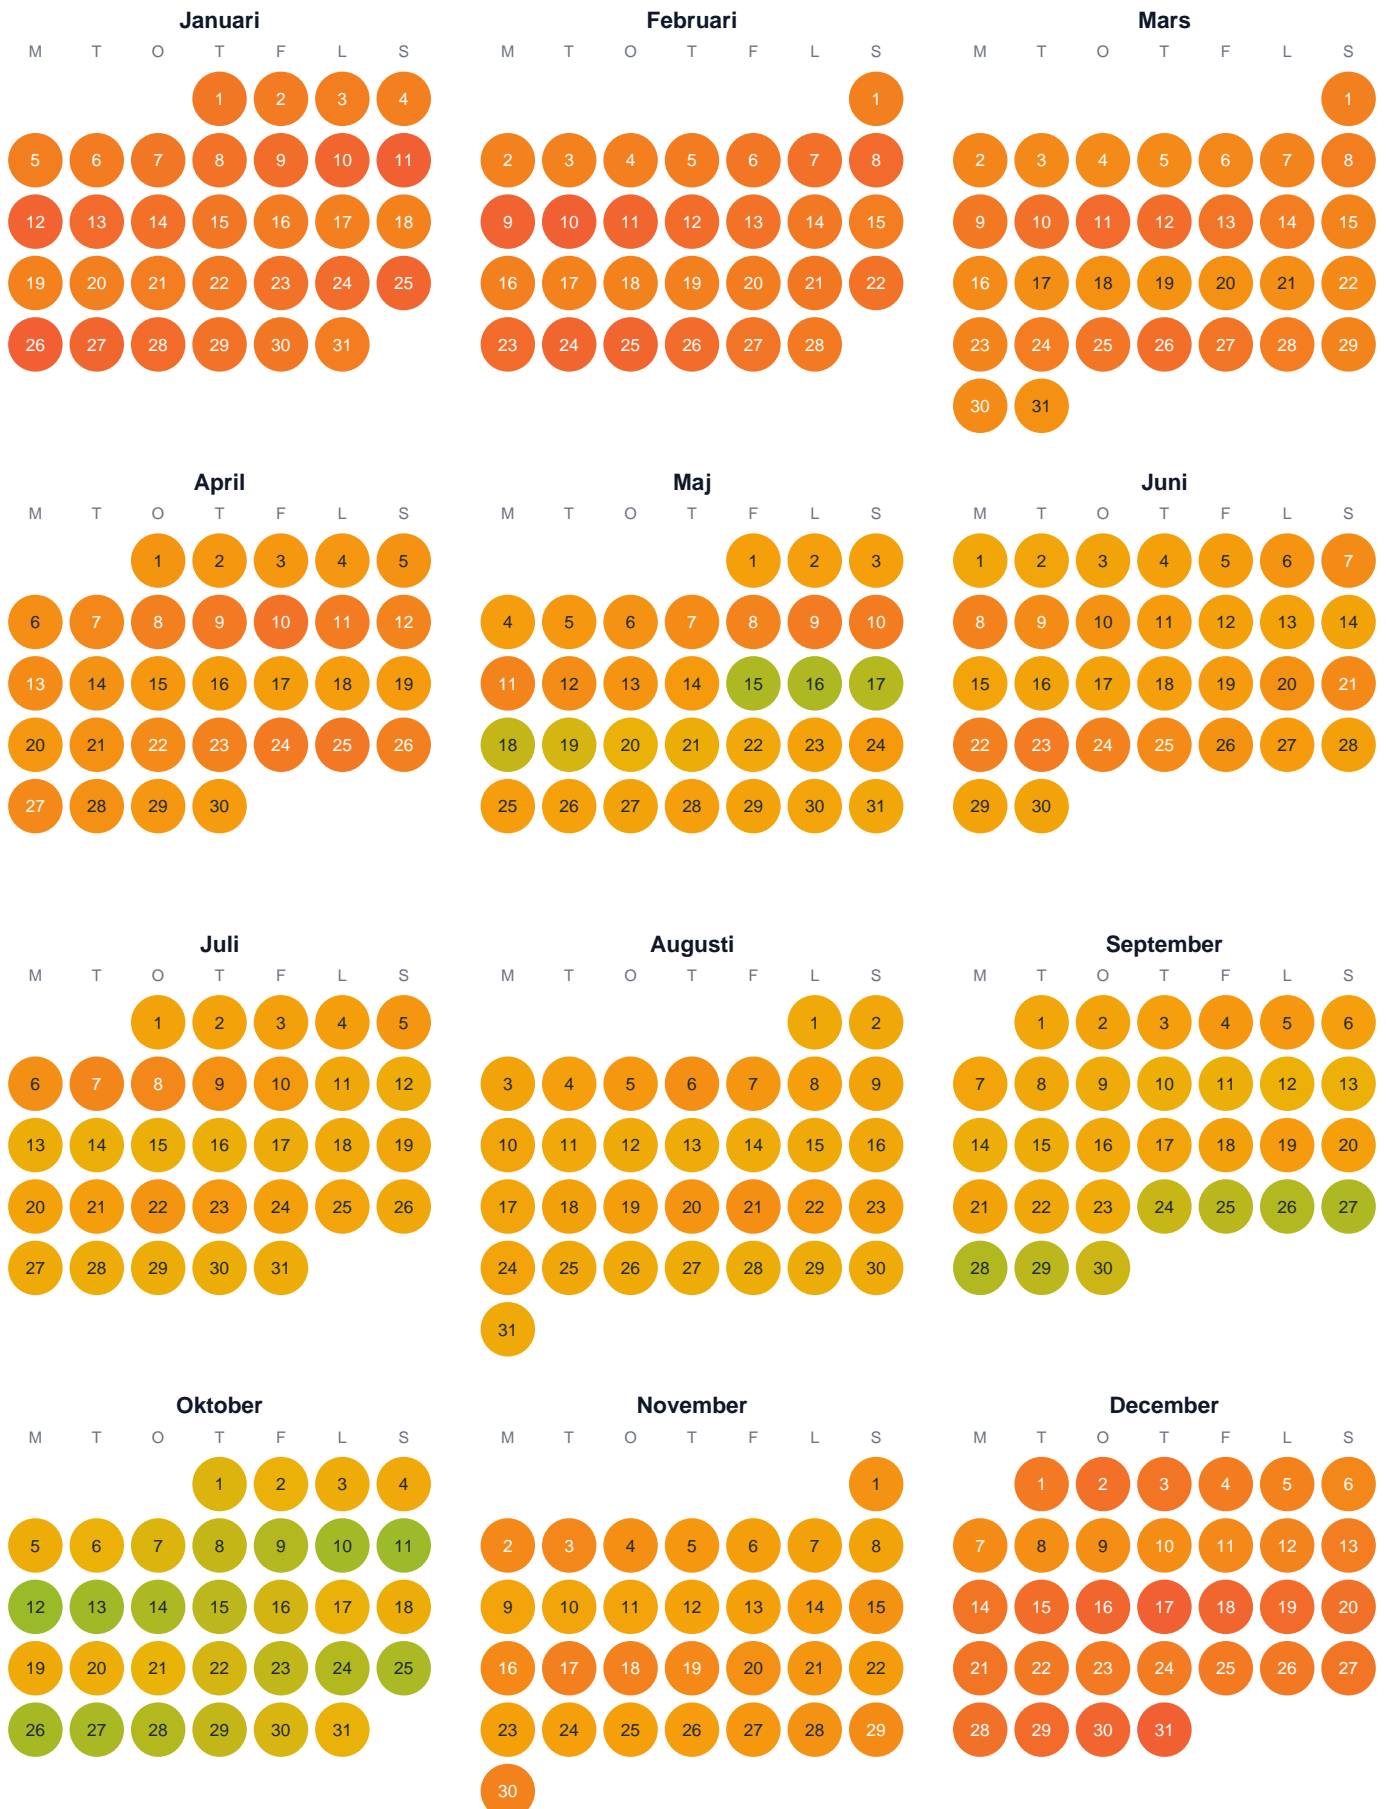 Januari
M T O T F L S
1 2 3 4
5 6 7 8 9 10 11
12 13 14 15 16 17 18
19 20 21 22 23 24 25
26 27 28 29 30 31
Februari
M T O T F L S
1
2 3 4 5 6 7 8
9 10 11 12 13 14 15
16 17 18 19 20 21 22
23 24 25 26 27 28
Mars
M T O T F L S
1
2 3 4 5 6 7 8
9 10 11 12 13 14 15
16 17 18 19 20 21 22
23 24 25 26 27 28 29
30 31
April
M T O T F L S
1 2 3 4 5
6 7 8 9 10 11 12
13 14 15 16 17 18 19
20 21 22 23 24 25 26
27 28 29 30
Maj
M T O T F L S
1 2 3
4 5 6 7 8 9 10
11 12 13 14 15 16 17
18 19 20 21 22 23 24
25 26 27 28 29 30 31
Juni
M T O T F L S
1 2 3 4 5 6 7
8 9 10 11 12 13 14
15 16 17 18 19 20 21
22 23 24 25 26 27 28
29 30
Juli
M T O T F L S
1 2 3 4 5
6 7 8 9 10 11 12
13 14 15 16 17 18 19
20 21 22 23 24 25 26
27 28 29 30 31
Augusti
M T O T F L S
1 2
3 4 5 6 7 8 9
10 11 12 13 14 15 16
17 18 19 20 21 22 23
24 25 26 27 28 29 30
31
September
M T O T F L S
1 2 3 4 5 6
7 8 9 10 11 12 13
14 15 16 17 18 19 20
21 22 23 24 25 26 27
28 29 30
Oktober
M T O T F L S
1 2 3 4
5 6 7 8 9 10 11
12 13 14 15 16 17 18
19 20 21 22 23 24 25
26 27 28 29 30 31
November
M T O T F L S
1
2 3 4 5 6 7 8
9 10 11 12 13 14 15
16 17 18 19 20 21 22
23 24 25 26 27 28 29
30
December
M T O T F L S
1 2 3 4 5 6
7 8 9 10 11 12 13
14 15 16 17 18 19 20
21 22 23 24 25 26 27
28 29 30 31